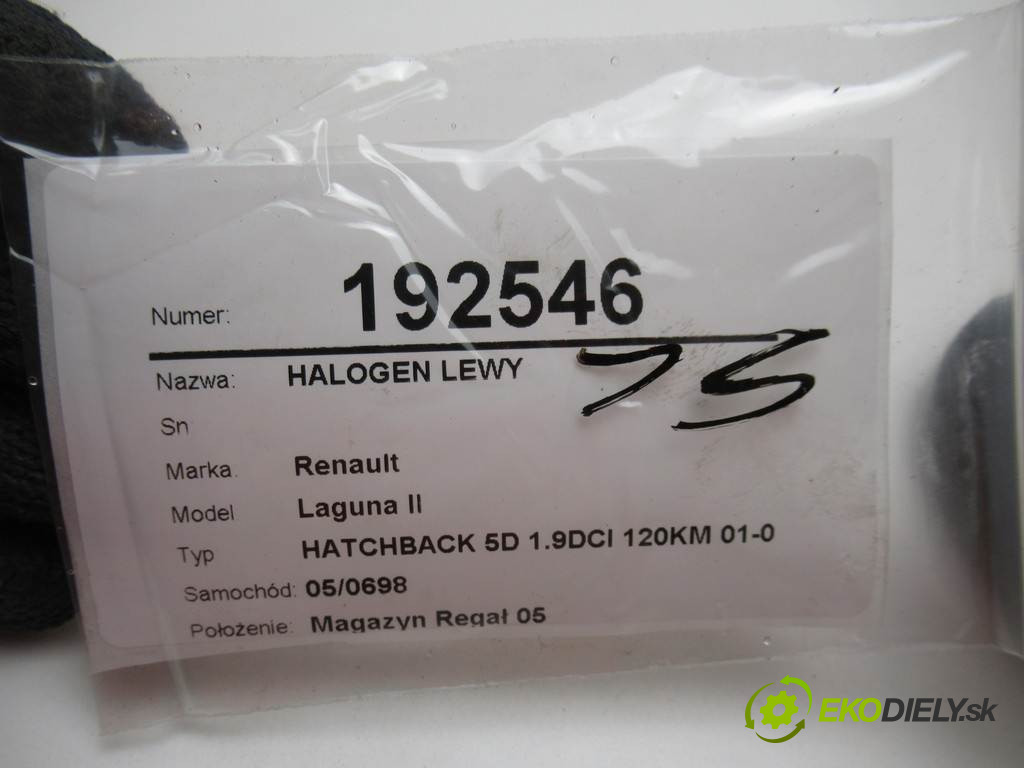 Numer: 192546
Nazwa: HALOGEN LEWY
75
Sn
Marka. Renault
Model Laguna II
Typ HATCHBACK 5D 1.9DCI 120KM 01-0
Samochód: 05/0698
Położenie: Magazyn Regał 05
EKODIELY.sk